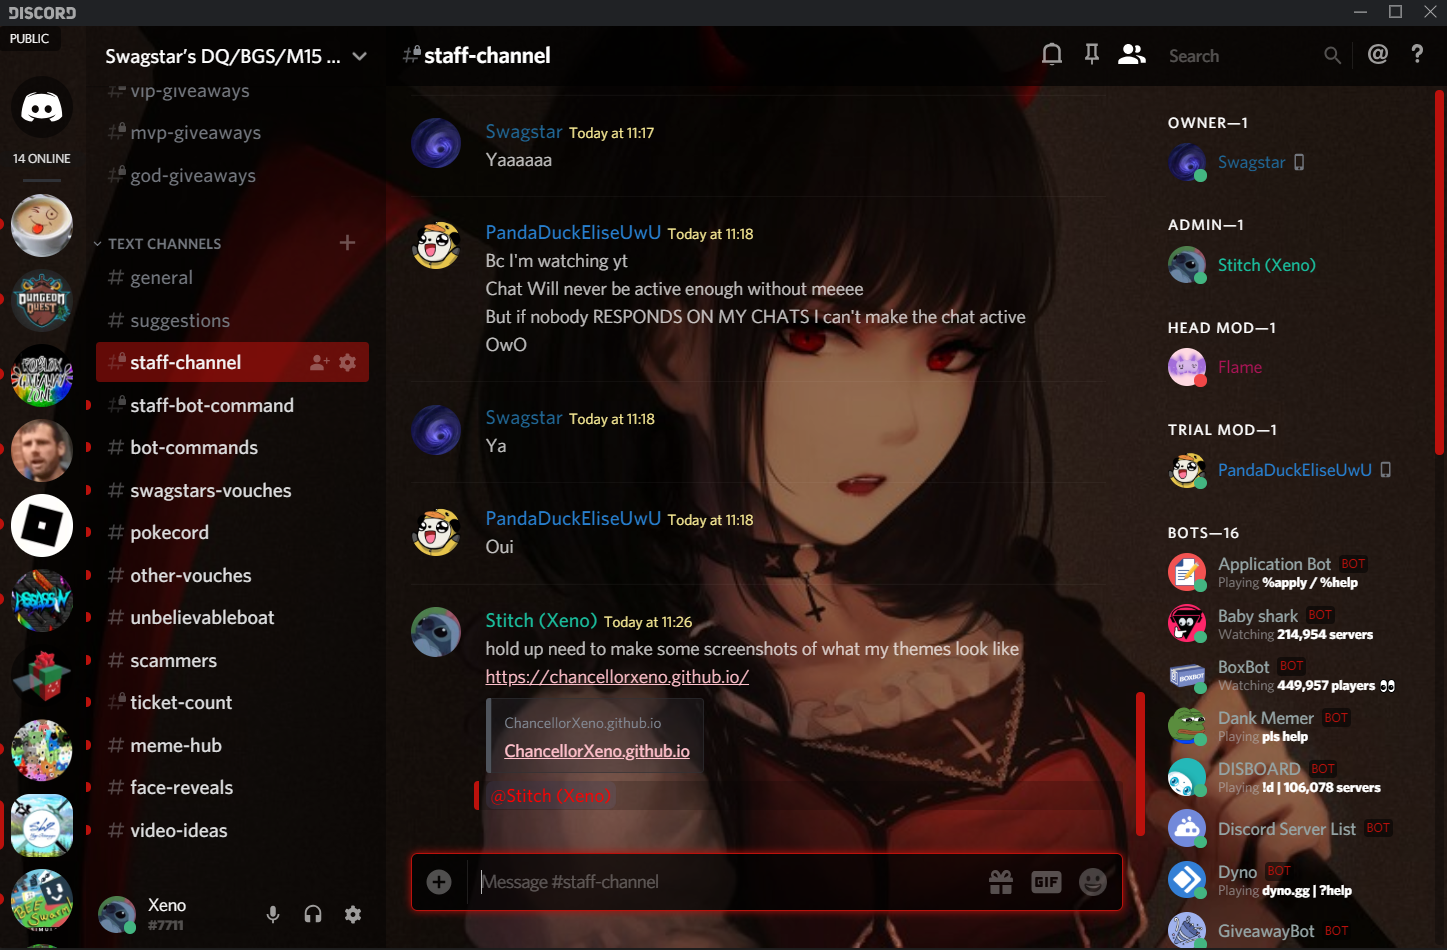 DISCORD
PUBLIC
14 ONLINE
DUNGEON
QUEST
BEE
SWARM
Swagstar's DQ/BGS/M15 ...
vip-giveaways
mvp-giveaways
god-giveaways
TEXT CHANNELS
general
suggestions
staff-channel
staff-bot-command
bot-commands
swagstars-vouches
pokecord
other-vouches
unbelievableboat
scammers
ticket-count
meme-hub
face-reveals
video-ideas
Xeno
#7711
staff-channel
Search
Swagstar Today at 11:17
Yaaaaaa
PandaDuckEliseUwU Today at 11:18
Bc I'm watching yt
Chat Will never be active enough without meeee
But if nobody RESPONDS ON MY CHATS I can't make the chat active
OwO
Swagstar Today at 11:18
Ya
PandaDuckEliseUwU Today at 11:18
Oui
Stitch (Xeno) Today at 11:26
hold up need to make some screenshots of what my themes look like
https://chancellorxeno.github.io/
ChancellorXeno.github.io
ChancellorXeno.github.io
@Stitch (Xeno)
Message #staff-channel
GIF
OWNER—1
Swagstar
ADMIN—1
Stitch (Xeno)
HEAD MOD—1
Flame
TRIAL MOD—1
PandaDuckEliseUwU
BOTS—16
Application Bot BOT
Playing %apply / %help
Baby shark BOT
Watching 214,954 servers
BoxBot BOT
Watching 449,957 players 👀
Dank Memer BOT
Playing pls help
DISBOARD BOT
Playing !d | 106,078 servers
Discord Server List BOT
Dyno BOT
Playing dyno.gg | ?help
GiveawayBot BOT